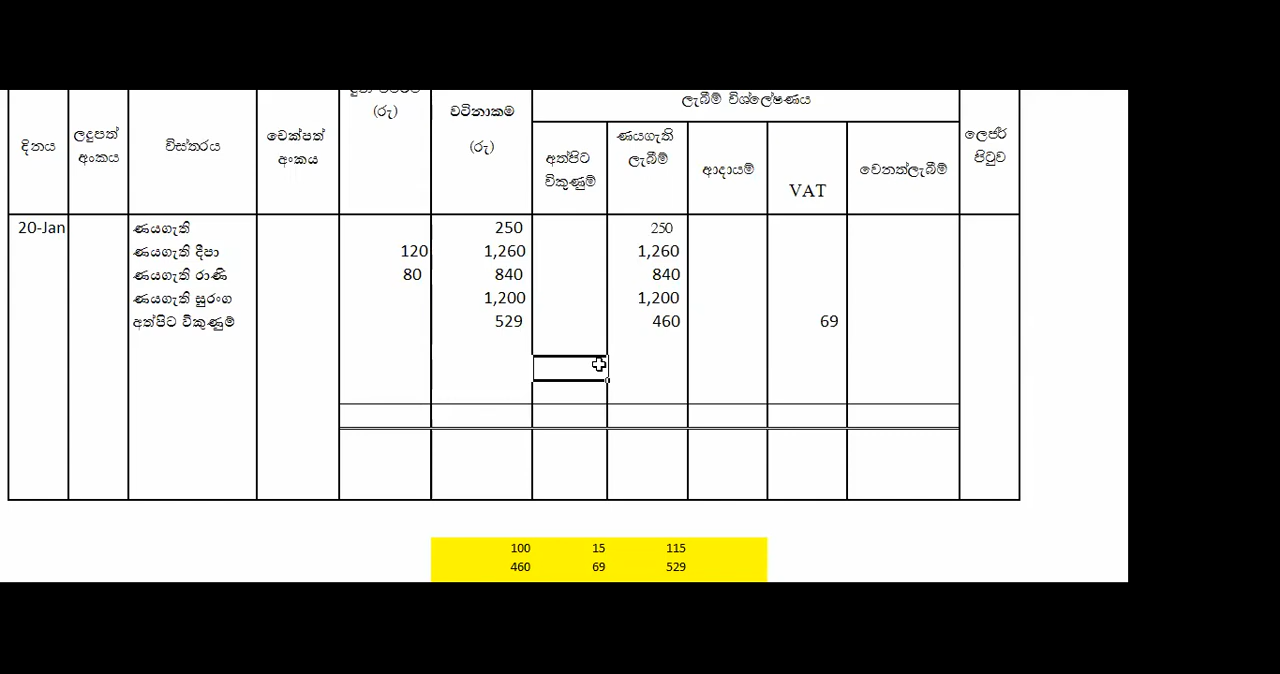 (රු)
වටිනාකම
(රු)
ලැබීම් විශ්ලේෂණය
දිනය
ලදුපත්
අංකය
විස්තරය
චෙක්පත්
අංකය
අත්පිට
විකුණුම්
ණයගැති
ලැබීම්
ආදායම්
VAT
වෙනත්ලැබීම්
ලෙජර්
පිටුව
20-Jan ණයගැති 250 250
ණයගැති දීපා 120 1,260 1,260
ණයගැති රාණි 80 840 840
ණයගැති සුරංග 1,200 1,200
අත්පිට විකුණුම් 529 460 69
100 15 115
460 69 529